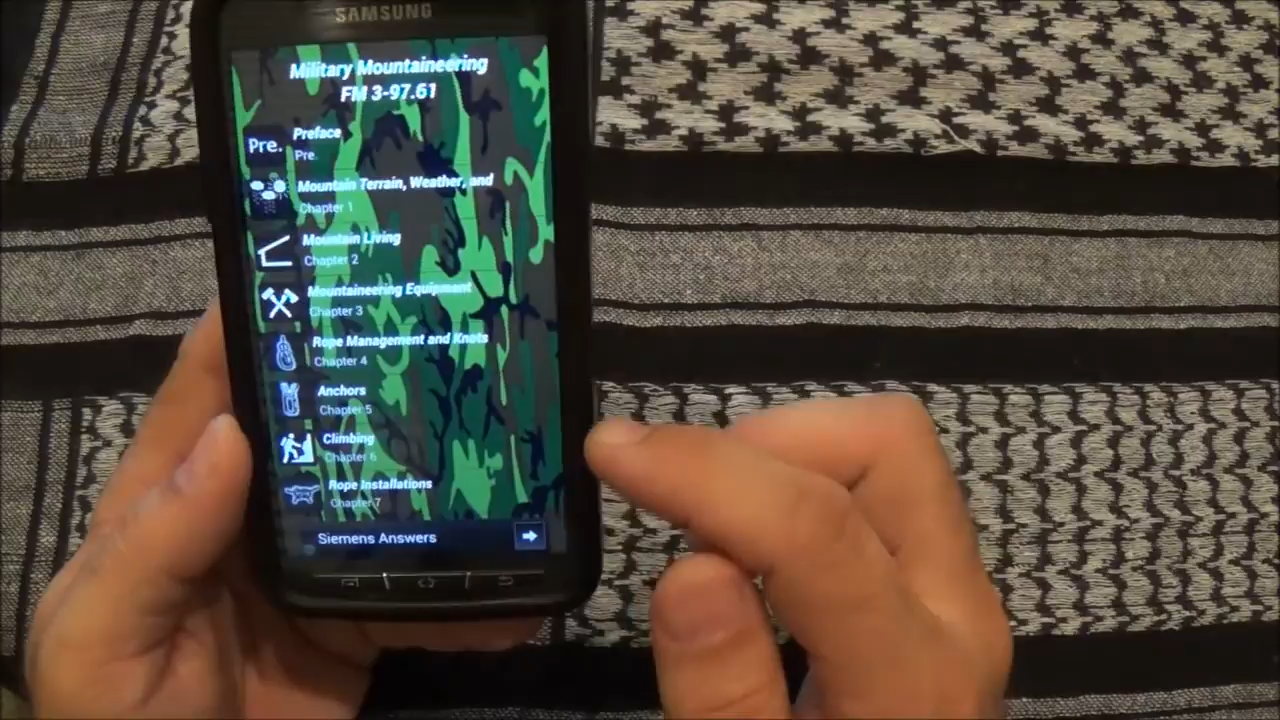 SAMSUNG
Military Mountaineering
FM 3-97.61
Pre.
Preface
Pre.
Mountain Terrain, Weather, and
Chapter 1
Mountain Living
Chapter 2
Mountaineering Equipment
Chapter 3
Rope Management and Knots
Chapter 4
Anchors
Chapter 5
Climbing
Chapter 6
Rope Installations
Chapter 7
Siemens Answers